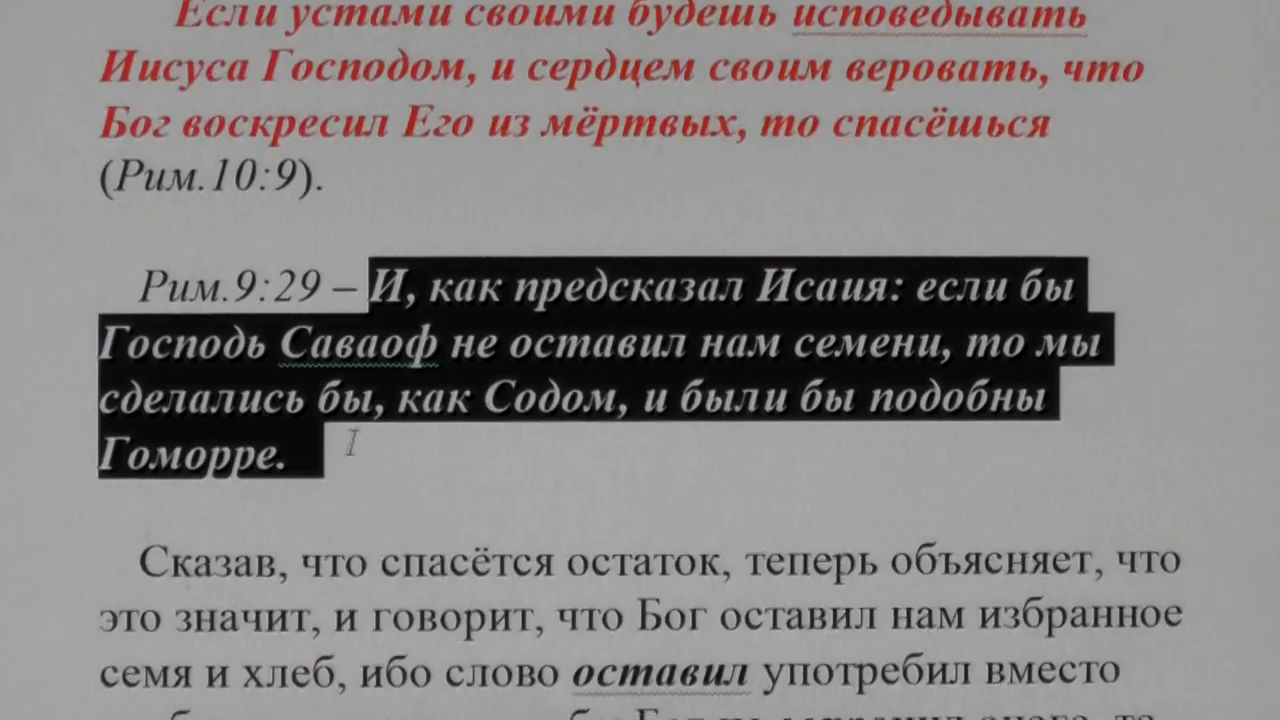 Если устами своими будешь исповедывать
Иисуса Господом, и сердцем своим веровать, что
Бог воскресил Его из мёртвых, то спасёшься
(Рим.10:9).
Рим.9:29 – И, как предсказал Исаия: если бы
Господь Саваоф не оставил нам семени, то мы
сделались бы, как Содом, и были бы подобны
Гоморре.
Сказав, что спасётся остаток, теперь объясняет, что
это значит, и говорит, что Бог оставил нам избранное
семя и хлеб, ибо слово оставил употребил вместо